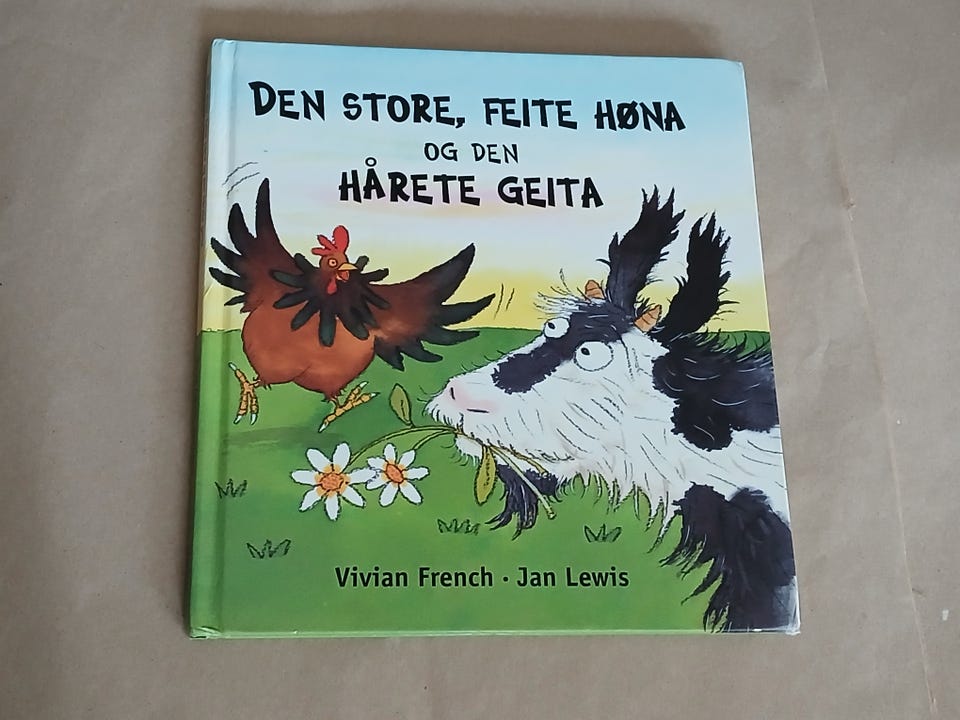 DEN STORE, FEITE HØNA
OG DEN
HÅRETE GEITA
Vivian French · Jan Lewis